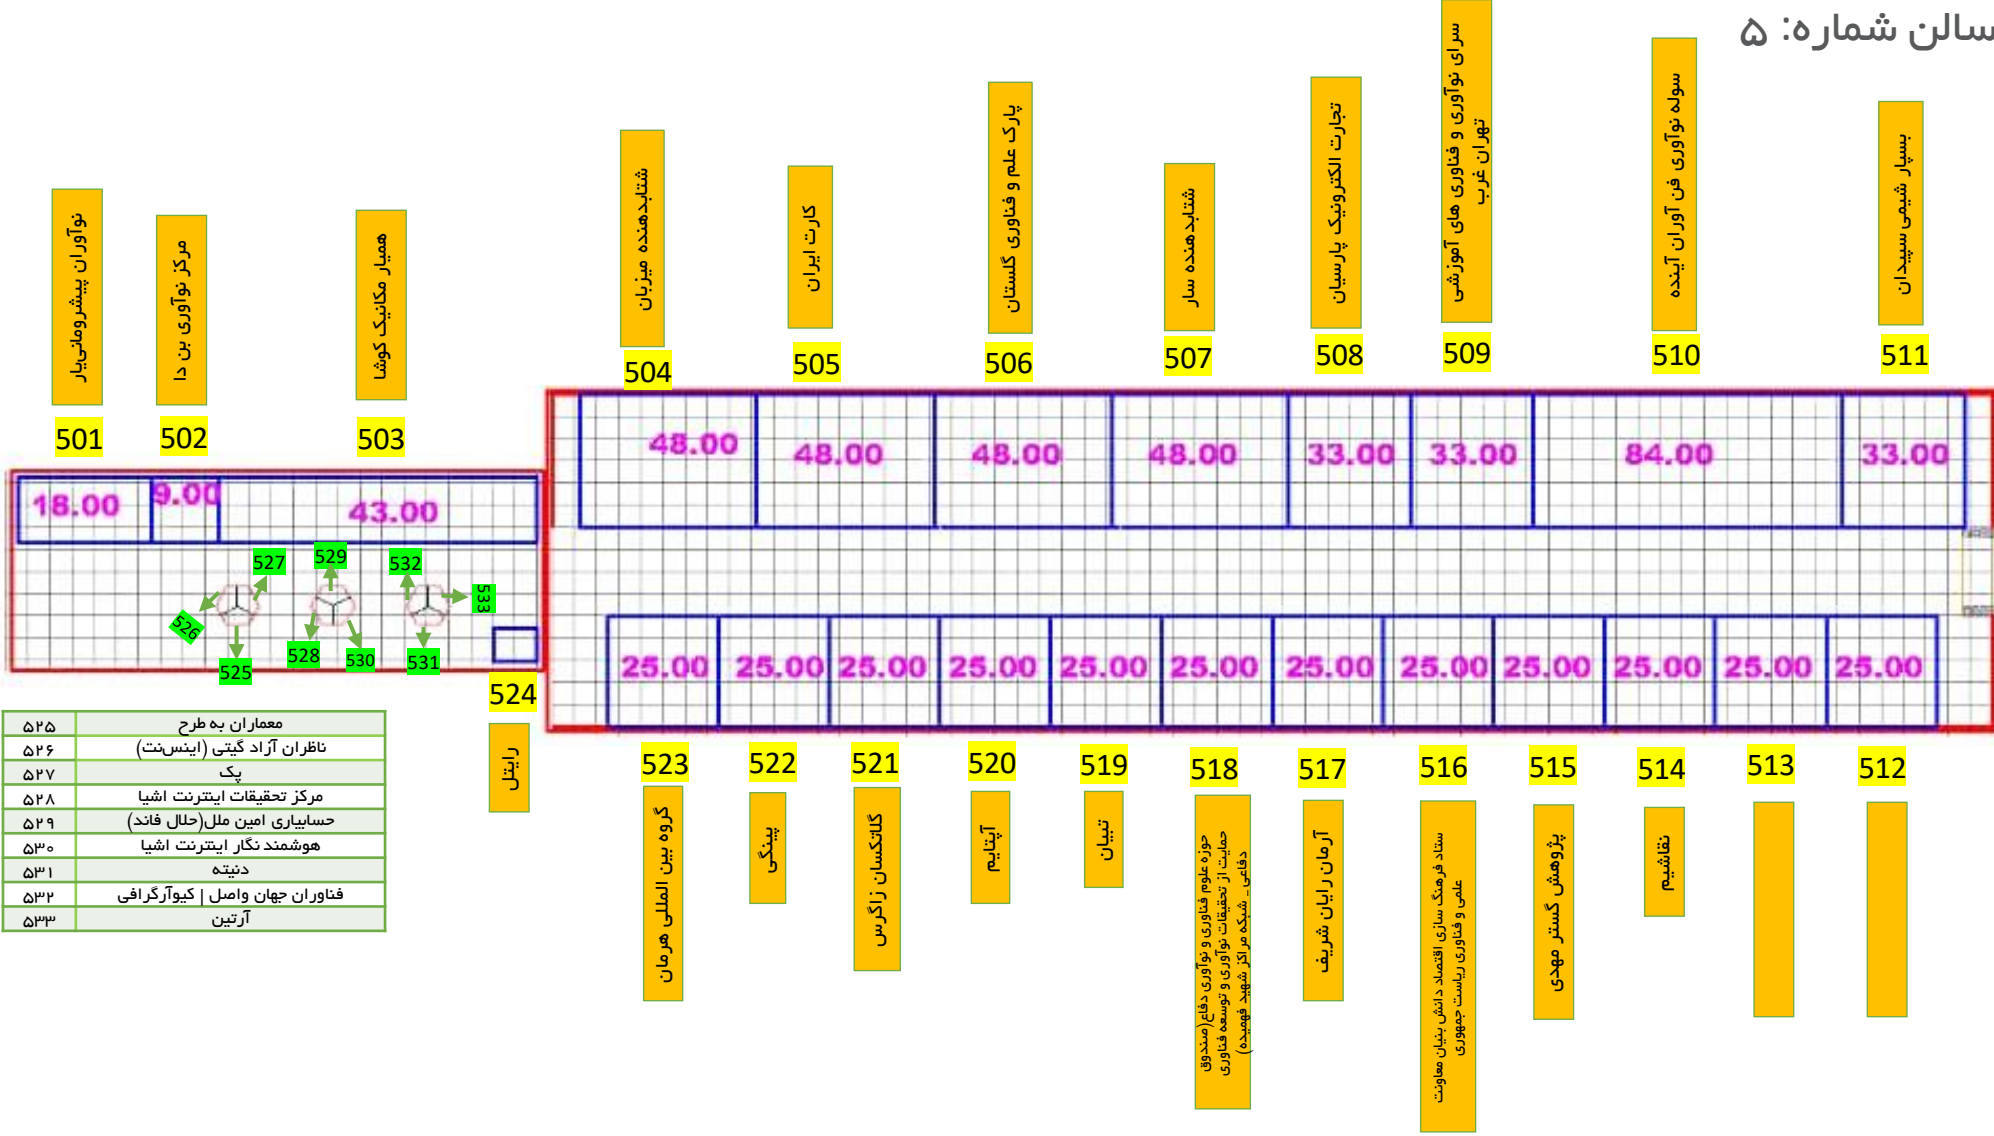 سالن شماره: ۵
نوآوران پیشرومانی‌یار
501
مرکز نوآوری بن دا
502
همیار مکانیک کوشا
503
شتابدهنده میزبان
504
کارت ایران
505
پارک علم و فناوری گلستان
506
شتابدهنده سار
507
تجارت الکترونیک پارسیان
508
سرای نوآوری و فناوری های آموزشی
تهران غرب
509
سوله نوآوری فن آوران آینده
510
بسپار شیمی سپیدان
511
18.00
9.00
43.00
48.00
48.00
48.00
48.00
33.00
33.00
84.00
33.00
527
529
532
533
526
525
528
530
531
25.00
25.00
25.00
25.00
25.00
25.00
25.00
25.00
25.00
25.00
25.00
25.00
524
رایتل
523
گروه بین المللی هرمان
522
پینگی
521
گلاتکسان زاگرس
520
آپتایم
519
تبیان
518
حوزه علوم فناوری و نوآوری دفاع(صندوق
حمایت از تحقیقات نوآوری و توسعه فناوری
دفاعی _ شبکه مراکز شهید فهمیده)
517
آرمان رایان شریف
516
ستاد فرهنگ سازی اقتصاد دانش بنیان معاونت
علمی و فناوری ریاست جمهوری
515
پژوهش گستر مهدی
514
نقاشیم
513
512
۵۲۵ معماران به طرح
۵۲۶ ناظران آزاد گیتی (اینس‌نت)
۵۲۷ پک
۵۲۸ مرکز تحقیقات اینترنت اشیا
۵۲۹ حسابیاری امین ملل(حلال فاند)
۵۳۰ هوشمند نگار اینترنت اشیا
۵۳۱ دنیته
۵۳۲ فناوران جهان واصل | کیوآرگرافی
۵۳۳ آرتین